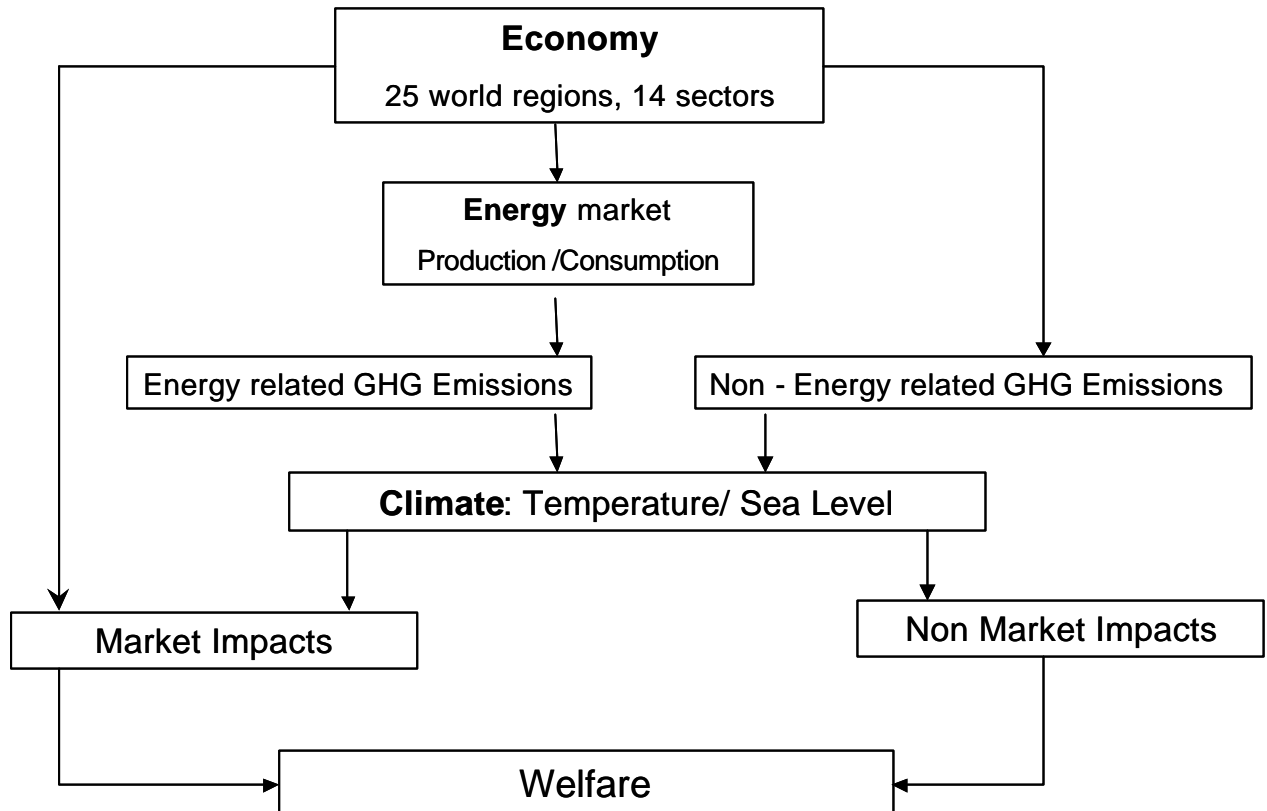 Economy
25 world regions, 14 sectors
Energy market
Production /Consumption
Energy related GHG Emissions
Non - Energy related GHG Emissions
Climate: Temperature/ Sea Level
Market Impacts
Non Market Impacts
Welfare